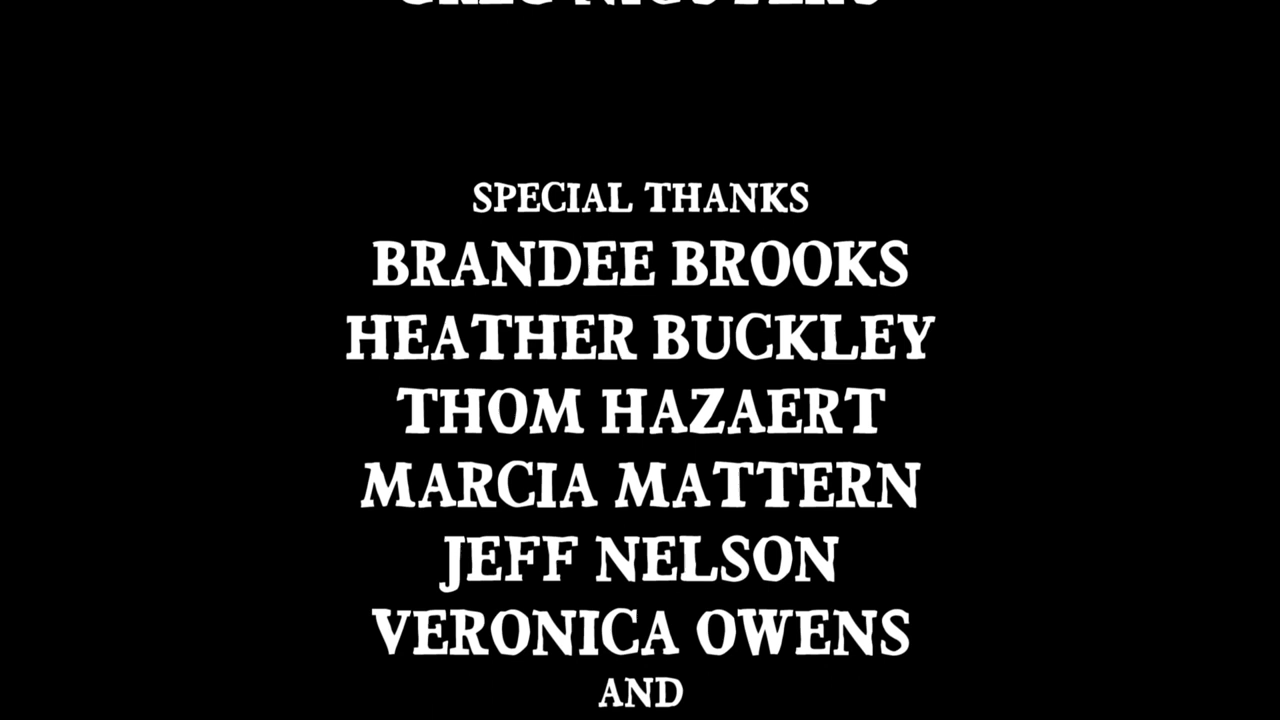 SPECIAL THANKS
BRANDEE BROOKS
HEATHER BUCKLEY
THOM HAZAERT
MARCIA MATTERN
JEFF NELSON
VERONICA OWENS
AND